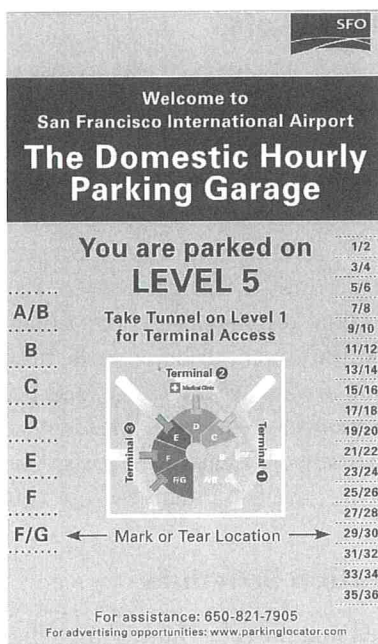 SFO
Welcome to
San Francisco International Airport
The Domestic Hourly
Parking Garage
You are parked on
LEVEL 5
Take Tunnel on Level 1
for Terminal Access
A/B
B
C
D
E
F
F/G
Terminal 2
Medical Clinic
Terminal 3
Terminal 1
D
C
E
B
F
F/G
A/B
1/2
3/4
5/6
7/8
9/10
11/12
13/14
15/16
17/18
19/20
21/22
23/24
25/26
27/28
29/30
31/32
33/34
35/36
Mark or Tear Location
For assistance: 650-821-7905
For advertising opportunities: www.parkinglocator.com